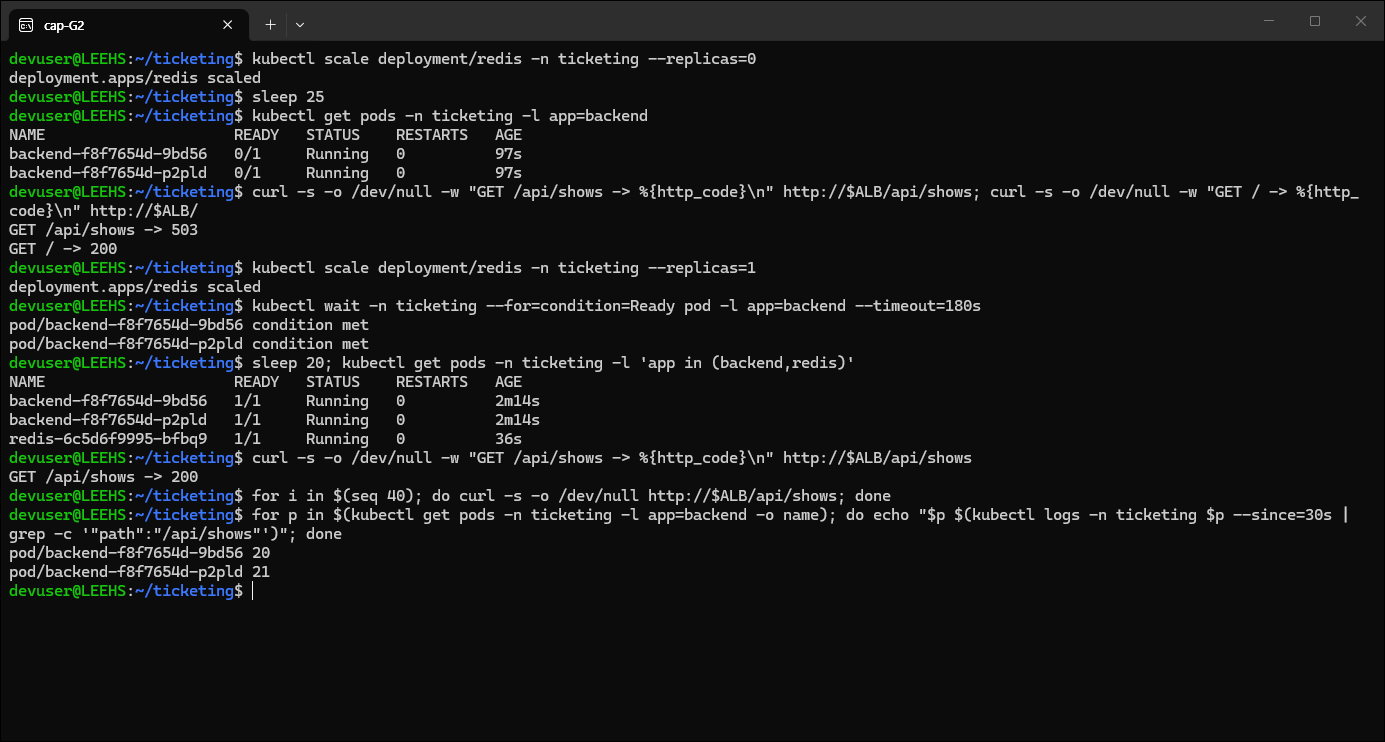 cap-G2
devuser@LEEHS:~/ticketing$ kubectl scale deployment/redis -n ticketing --replicas=0
deployment.apps/redis scaled
devuser@LEEHS:~/ticketing$ sleep 25
devuser@LEEHS:~/ticketing$ kubectl get pods -n ticketing -l app=backend
NAME                      READY   STATUS    RESTARTS   AGE
backend-f8f7654d-9bd56   0/1     Running   0          97s
backend-f8f7654d-p2pld   0/1     Running   0          97s
devuser@LEEHS:~/ticketing$ curl -s -o /dev/null -w "GET /api/shows -> %{http_code}\n" http://$ALB/api/shows; curl -s -o /dev/null -w "GET / -> %{http_
code}\n" http://$ALB/
GET /api/shows -> 503
GET / -> 200
devuser@LEEHS:~/ticketing$ kubectl scale deployment/redis -n ticketing --replicas=1
deployment.apps/redis scaled
devuser@LEEHS:~/ticketing$ kubectl wait -n ticketing --for=condition=Ready pod -l app=backend --timeout=180s
pod/backend-f8f7654d-9bd56 condition met
pod/backend-f8f7654d-p2pld condition met
devuser@LEEHS:~/ticketing$ sleep 20; kubectl get pods -n ticketing -l 'app in (backend,redis)'
NAME                      READY   STATUS    RESTARTS   AGE
backend-f8f7654d-9bd56   1/1     Running   0          2m14s
backend-f8f7654d-p2pld   1/1     Running   0          2m14s
redis-6c5d6f9995-bfbq9   1/1     Running   0          36s
devuser@LEEHS:~/ticketing$ curl -s -o /dev/null -w "GET /api/shows -> %{http_code}\n" http://$ALB/api/shows
GET /api/shows -> 200
devuser@LEEHS:~/ticketing$ for i in $(seq 40); do curl -s -o /dev/null http://$ALB/api/shows; done
devuser@LEEHS:~/ticketing$ for p in $(kubectl get pods -n ticketing -l app=backend -o name); do echo "$p $(kubectl logs -n ticketing $p --since=30s |
grep -c '"path":"/api/shows"')"; done
pod/backend-f8f7654d-9bd56 20
pod/backend-f8f7654d-p2pld 21
devuser@LEEHS:~/ticketing$